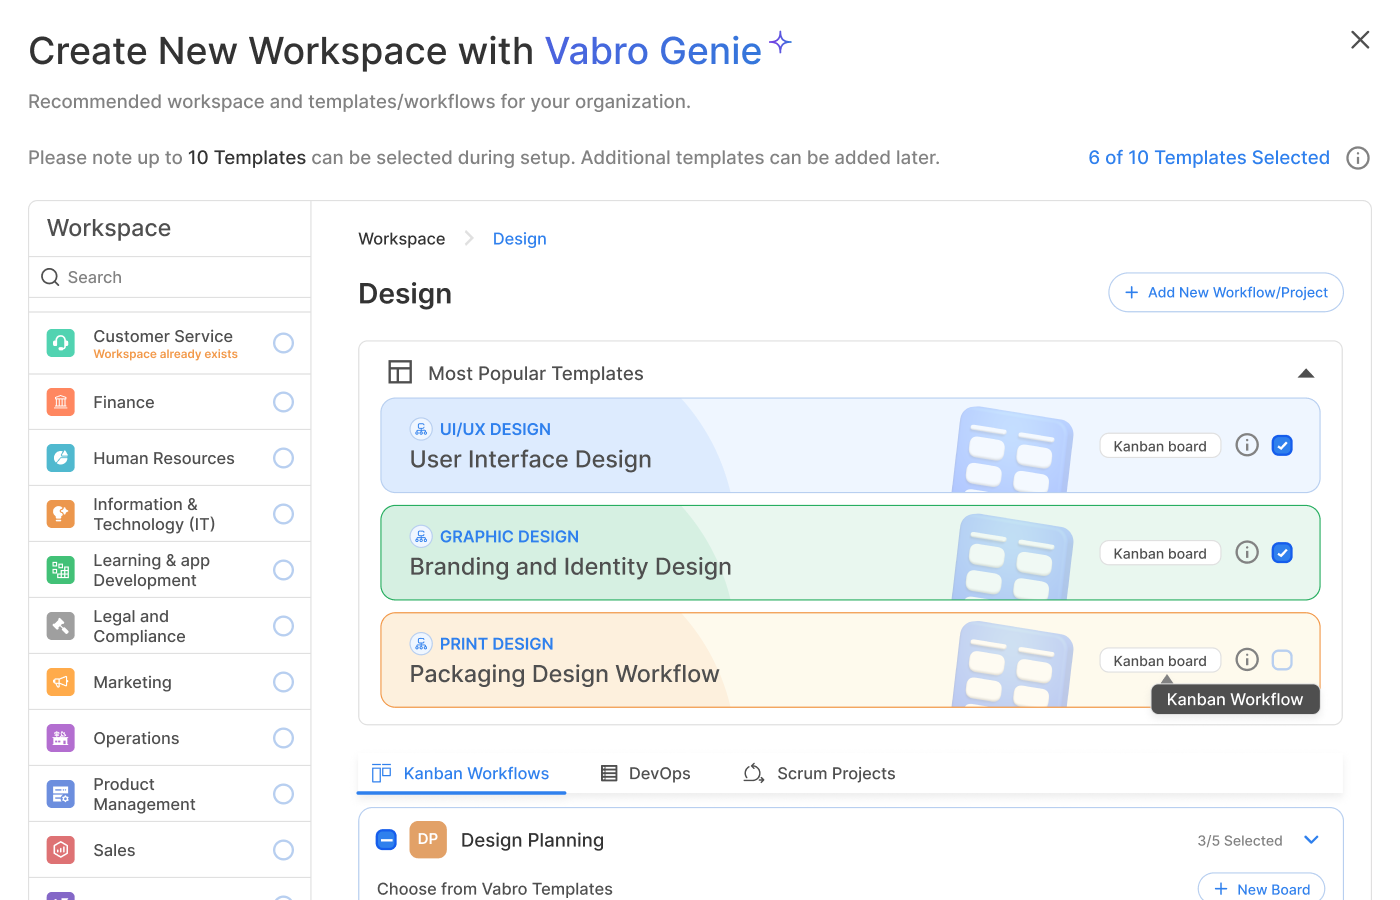 Create New Workspace with Vabro Genie
Recommended workspace and templates/workflows for your organization.
Please note up to 10 Templates can be selected during setup. Additional templates can be added later.
6 of 10 Templates Selected
Workspace
Search
Customer Service
Workspace already exists
Finance
Human Resources
Information &
Technology (IT)
Learning & app
Development
Legal and
Compliance
Marketing
Operations
Product
Management
Sales
Workspace
Design
Design
+ Add New Workflow/Project
Most Popular Templates
UI/UX DESIGN
User Interface Design
Kanban board
GRAPHIC DESIGN
Branding and Identity Design
Kanban board
PRINT DESIGN
Packaging Design Workflow
Kanban board
Kanban Workflow
Kanban Workflows
DevOps
Scrum Projects
DP
Design Planning
3/5 Selected
Choose from Vabro Templates
+ New Board